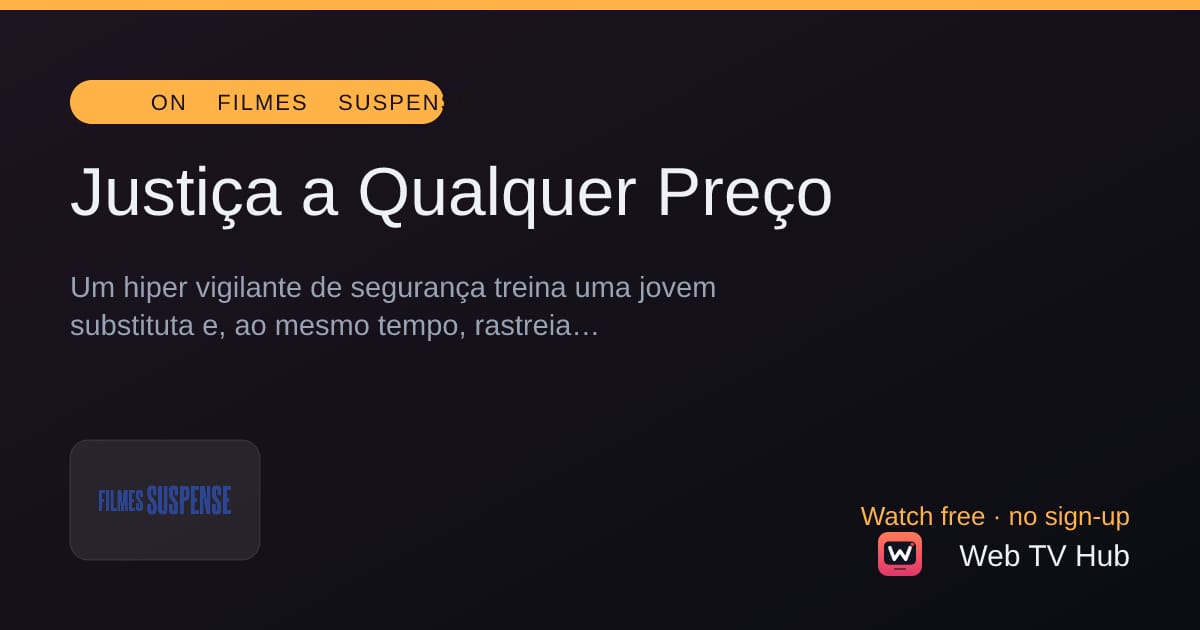 ON FILMES SUSPENSE
Justiça a Qualquer Preço
Um hiper vigilante de segurança treina uma jovem
substituta e, ao mesmo tempo, rastreia…
FILMES SUSPENSE
Watch free · no sign-up
W
Web TV Hub